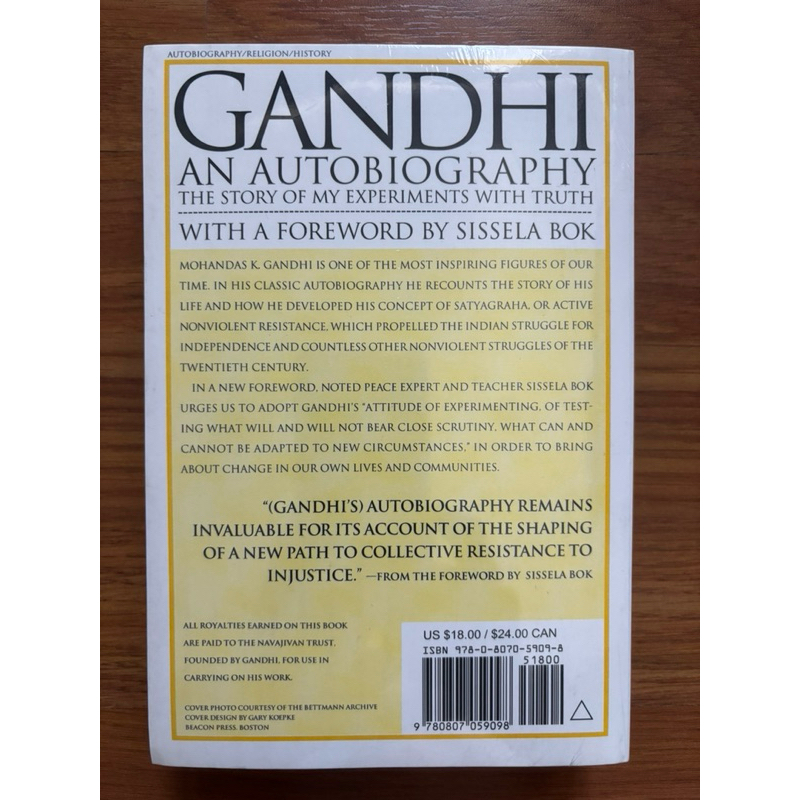 AUTOBIOGRAPHY/RELIGION/HISTORY
GANDHI
AN AUTOBIOGRAPHY
THE STORY OF MY EXPERIMENTS WITH TRUTH
WITH A FOREWORD BY SISSELA BOK
MOHANDAS K. GANDHI IS ONE OF THE MOST INSPIRING FIGURES OF OUR
TIME. IN HIS CLASSIC AUTOBIOGRAPHY HE RECOUNTS THE STORY OF HIS
LIFE AND HOW HE DEVELOPED HIS CONCEPT OF SATYAGRAHA, OR ACTIVE
NONVIOLENT RESISTANCE, WHICH PROPELLED THE INDIAN STRUGGLE FOR
INDEPENDENCE AND COUNTLESS OTHER NONVIOLENT STRUGGLES OF THE
TWENTIETH CENTURY.
IN A NEW FOREWORD, NOTED PEACE EXPERT AND TEACHER SISSELA BOK
URGES US TO ADOPT GANDHI'S "ATTITUDE OF EXPERIMENTING, OF TEST-
ING WHAT WILL AND WILL NOT BEAR CLOSE SCRUTINY, WHAT CAN AND
CANNOT BE ADAPTED TO NEW CIRCUMSTANCES," IN ORDER TO BRING
ABOUT CHANGE IN OUR OWN LIVES AND COMMUNITIES.
"(GANDHI'S) AUTOBIOGRAPHY REMAINS
INVALUABLE FOR ITS ACCOUNT OF THE SHAPING
OF A NEW PATH TO COLLECTIVE RESISTANCE TO
INJUSTICE." —FROM THE FOREWORD BY SISSELA BOK
ALL ROYALTIES EARNED ON THIS BOOK
ARE PAID TO THE NAVAJIVAN TRUST,
FOUNDED BY GANDHI, FOR USE IN
CARRYING ON HIS WORK.
COVER PHOTO COURTESY OF THE BETTMANN ARCHIVE
COVER DESIGN BY GARY KOEPKE
BEACON PRESS, BOSTON
US $18.00 / $24.00 CAN
ISBN 978-0-8070-5909-8
51800
9 780807 059098